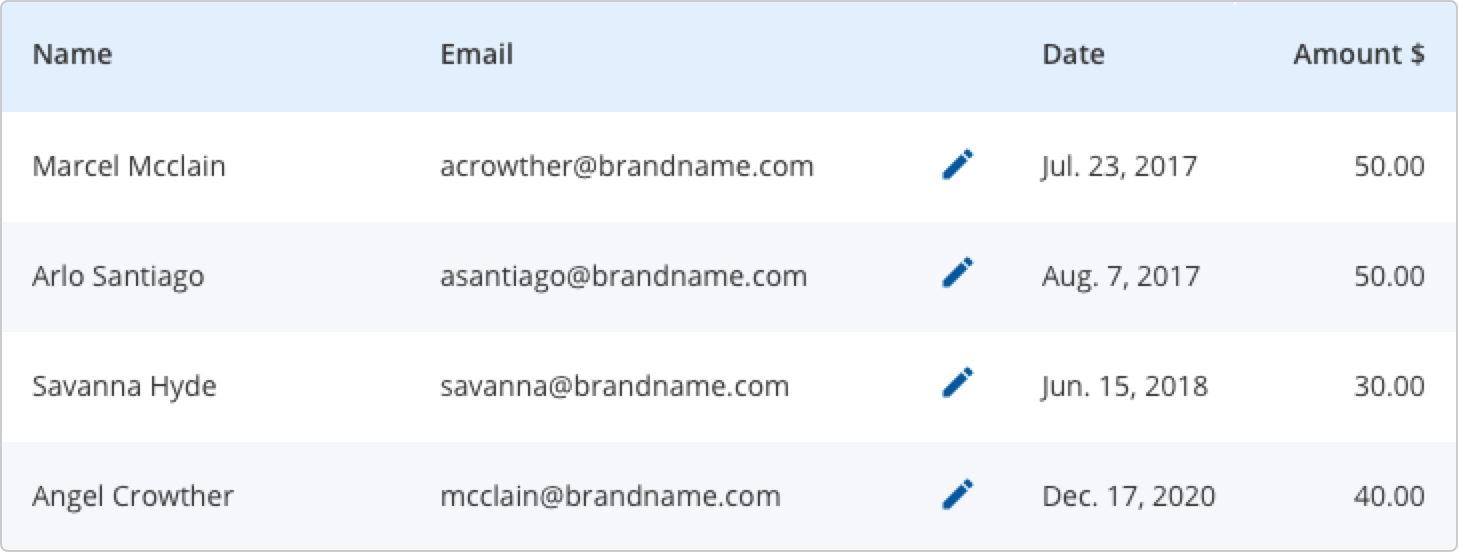 Name Email Date Amount $
Marcel Mcclain acrowther@brandname.com Jul. 23, 2017 50.00
Arlo Santiago asantiago@brandname.com Aug. 7, 2017 50.00
Savanna Hyde savanna@brandname.com Jun. 15, 2018 30.00
Angel Crowther mcclain@brandname.com Dec. 17, 2020 40.00